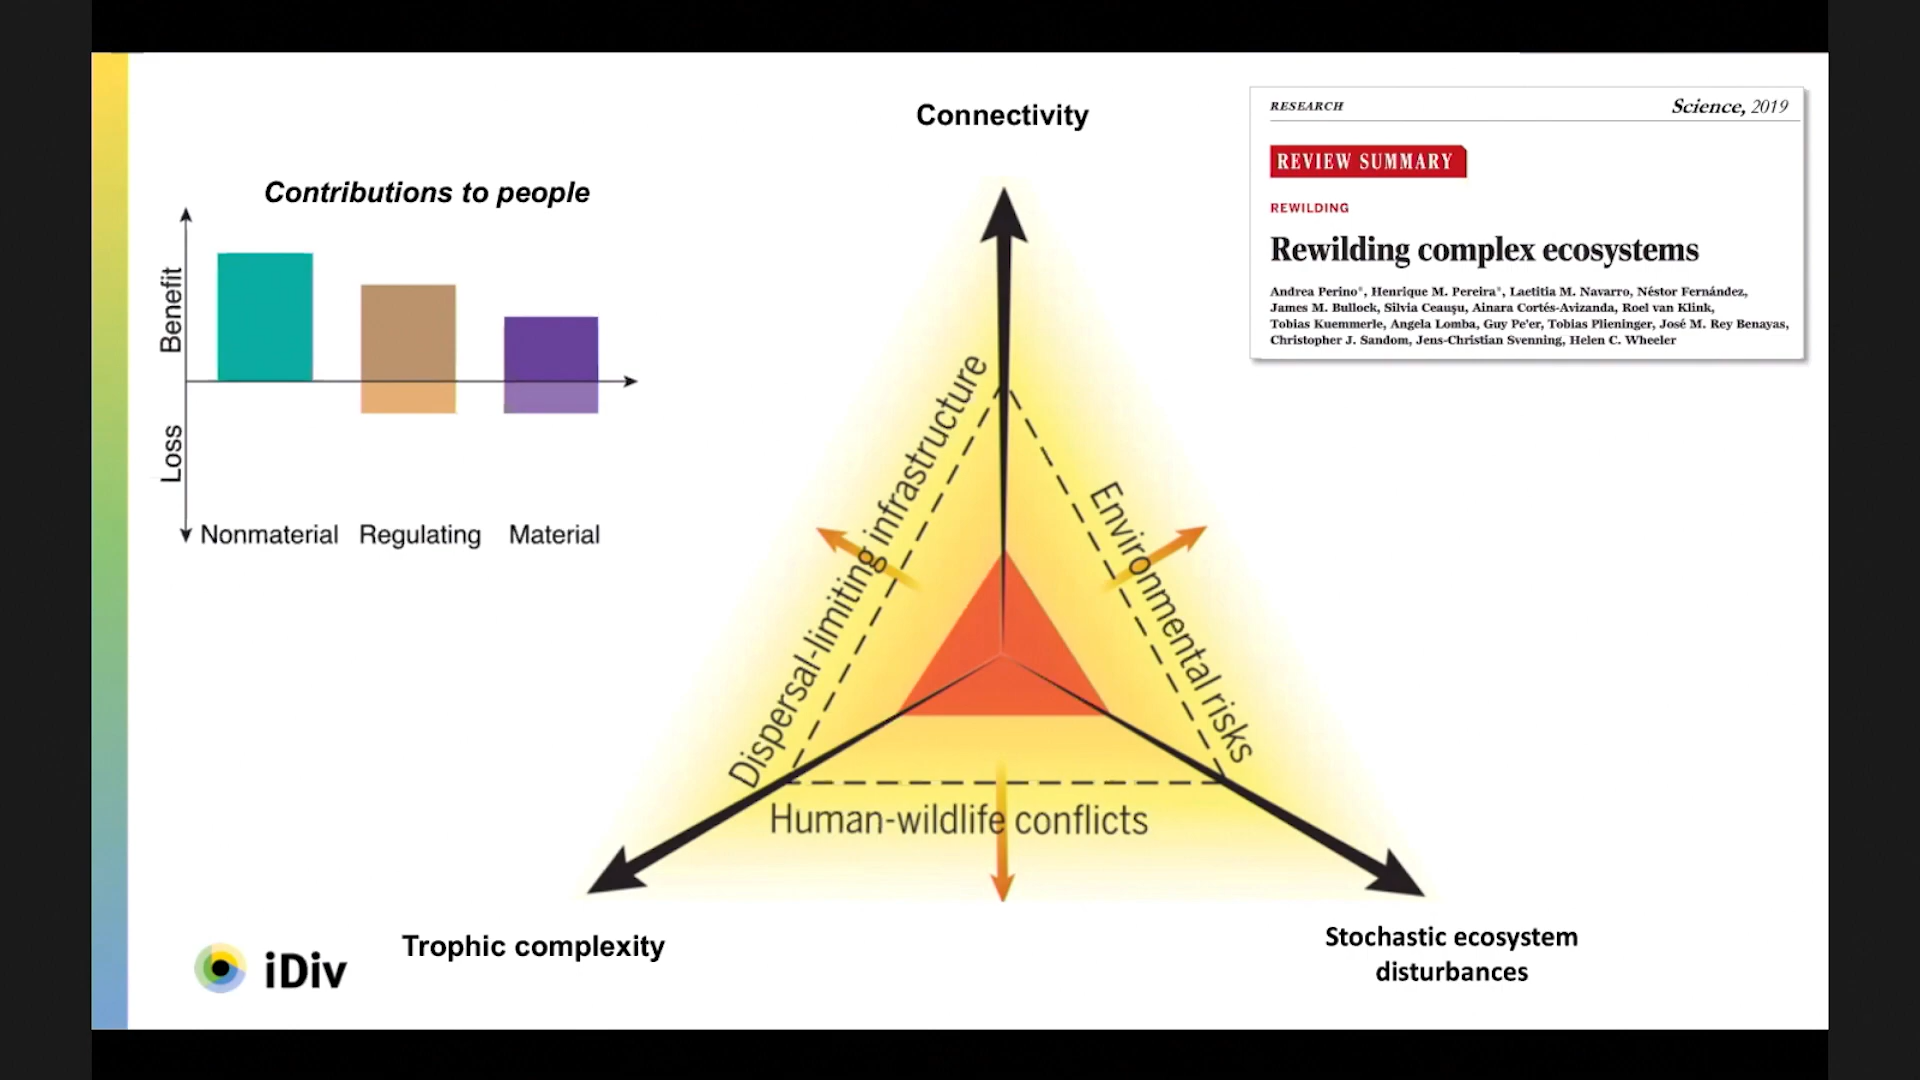 Connectivity
RESEARCH
Science, 2019
REVIEW SUMMARY
REWILDING
Rewilding complex ecosystems
Andrea Perino*, Henrique M. Pereira*, Laetitia M. Navarro, Néstor Fernández,
James M. Bullock, Silvia Ceaușu, Ainara Cortés-Avizanda, Roel van Klink,
Tobias Kuemmerle, Angela Lomba, Guy Pe'er, Tobias Plieninger, José M. Rey Benayas,
Christopher J. Sandom, Jens-Christian Svenning, Helen C. Wheeler
Contributions to people
Benefit
Loss
Nonmaterial Regulating Material
Dispersal-limiting infrastructure
Environmental risks
Human-wildlife conflicts
Trophic complexity
Stochastic ecosystem
disturbances
iDiv